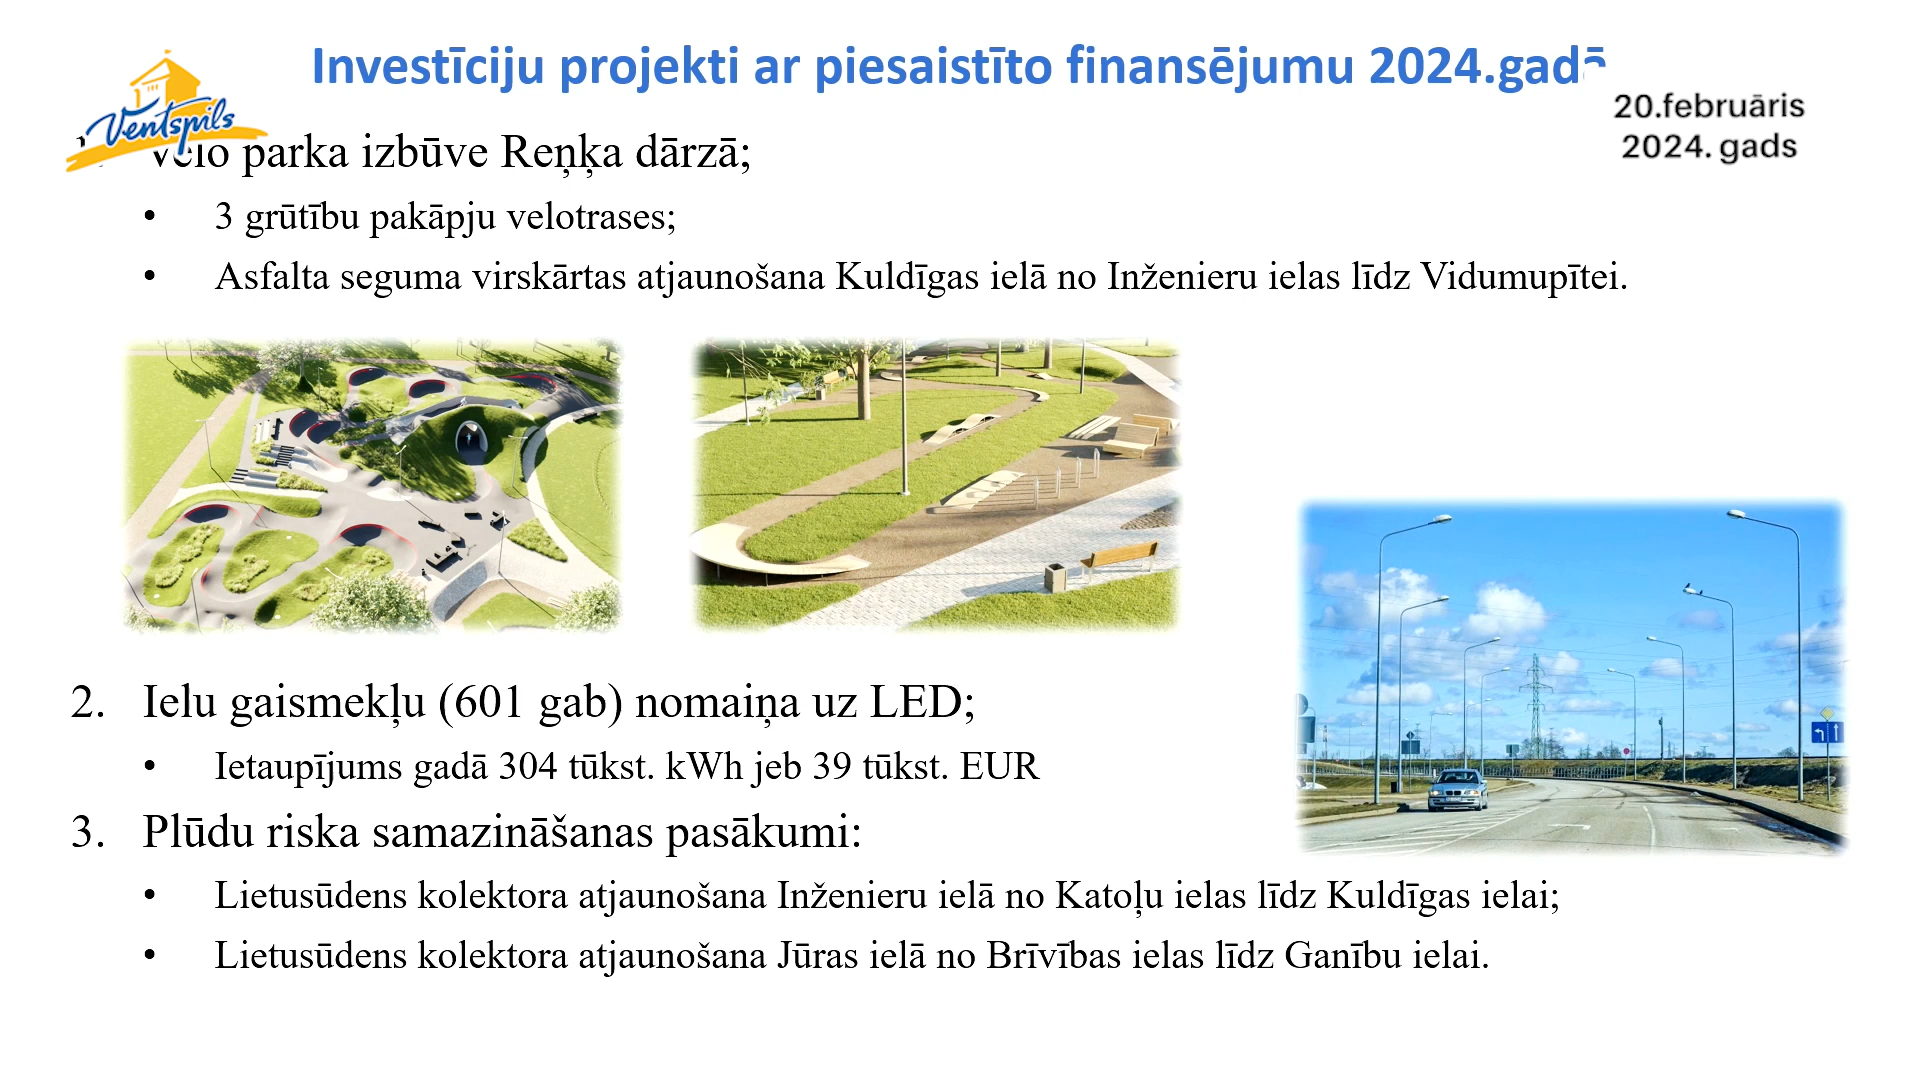 Investīciju projekti ar piesaistīto finansējumu 2024.gadā
Ventspils
20.februāris
2024. gads
Velo parka izbūve Reņķa dārzā;
• 3 grūtību pakāpju velotrases;
• Asfalta seguma virskārtas atjaunošana Kuldīgas ielā no Inženieru ielas līdz Vidumupītei.
2. Ielu gaismekļu (601 gab) nomaiņa uz LED;
• Ietaupījums gadā 304 tūkst. kWh jeb 39 tūkst. EUR
3. Plūdu riska samazināšanas pasākumi:
• Lietusūdens kolektora atjaunošana Inženieru ielā no Katoļu ielas līdz Kuldīgas ielai;
• Lietusūdens kolektora atjaunošana Jūras ielā no Brīvības ielas līdz Ganību ielai.